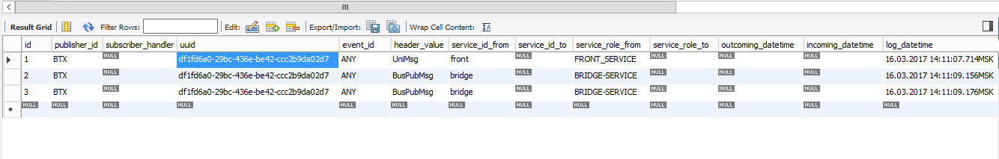 Result Grid Filter Rows: Edit: Export/Import: Wrap Cell Content:
id publisher_id subscriber_handler uuid event_id header_value service_id_from service_id_to service_role_from service_role_to outcoming_datetime incoming_datetime log_datetime
1 BTX NULL df1fd6a0-29bc-436e-be42-ccc2b9da02d7 ANY UniMsg front NULL FRONT_SERVICE NULL NULL NULL 16.03.2017 14:11:07.714MSK
2 BTX NULL df1fd6a0-29bc-436e-be42-ccc2b9da02d7 ANY BusPubMsg bridge NULL BRIDGE-SERVICE NULL NULL NULL 16.03.2017 14:11:09.156MSK
3 BTX NULL df1fd6a0-29bc-436e-be42-ccc2b9da02d7 ANY BusPubMsg bridge NULL BRIDGE-SERVICE NULL NULL NULL 16.03.2017 14:11:09.176MSK
* NULL NULL NULL NULL NULL NULL NULL NULL NULL NULL NULL NULL NULL